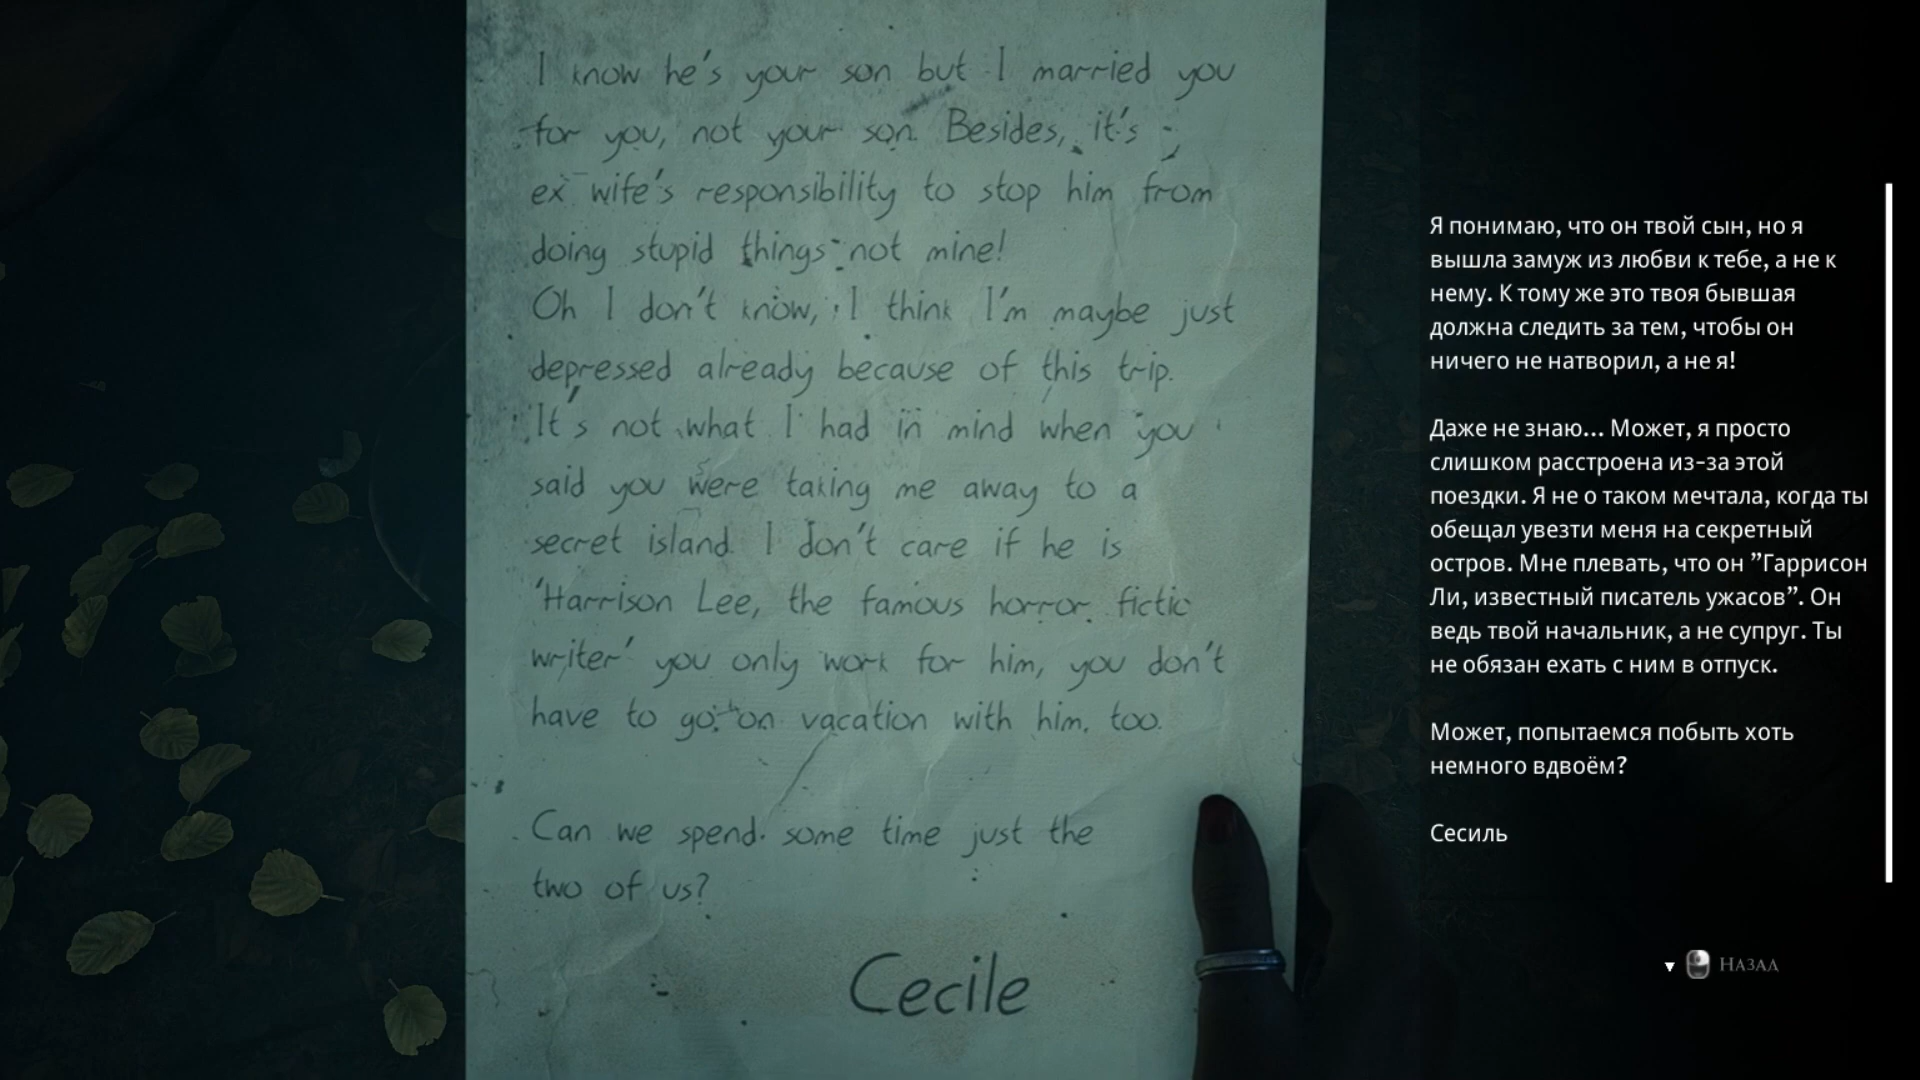 I know he's your son but I married you
for you, not your son. Besides, it's
ex wife's responsibility to stop him from
doing stupid things not mine!
Oh I don't know, I think I'm maybe just
depressed already because of this trip.
It's not what I had in mind when you
said you were taking me away to a
secret island. I don't care if he is
'Harrison Lee, the famous horror fictic
writer' you only work for him, you don't
have to go on vacation with him, too.
Can we spend some time just the
two of us?
Cecile
Я понимаю, что он твой сын, но я
вышла замуж из любви к тебе, а не к
нему. К тому же это твоя бывшая
должна следить за тем, чтобы он
ничего не натворил, а не я!
Даже не знаю... Может, я просто
слишком расстроена из-за этой
поездки. Я не о таком мечтала, когда ты
обещал увезти меня на секретный
остров. Мне плевать, что он ”Гаррисон
Ли, известный писатель ужасов”. Он
ведь твой начальник, а не супруг. Ты
не обязан ехать с ним в отпуск.
Может, попытаемся побыть хоть
немного вдвоём?
Сесиль
НАЗАД